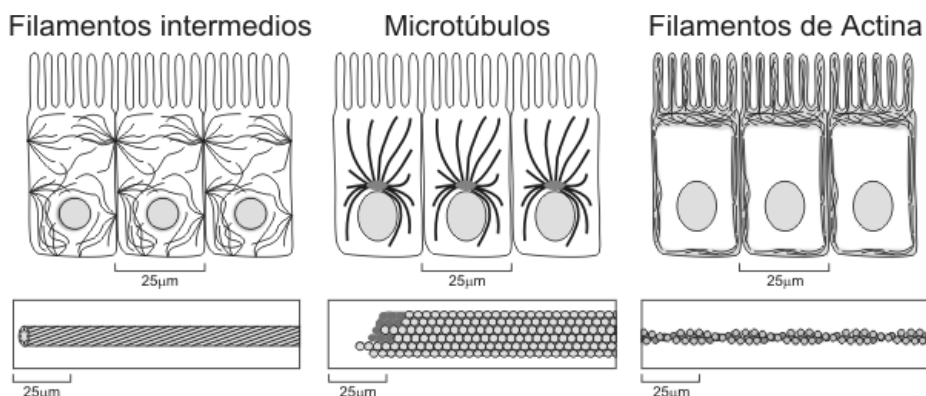 Filamentos intermedios
Microtúbulos
Filamentos de Actina
25μm
25μm
25μm
25μm
25μm
25μm